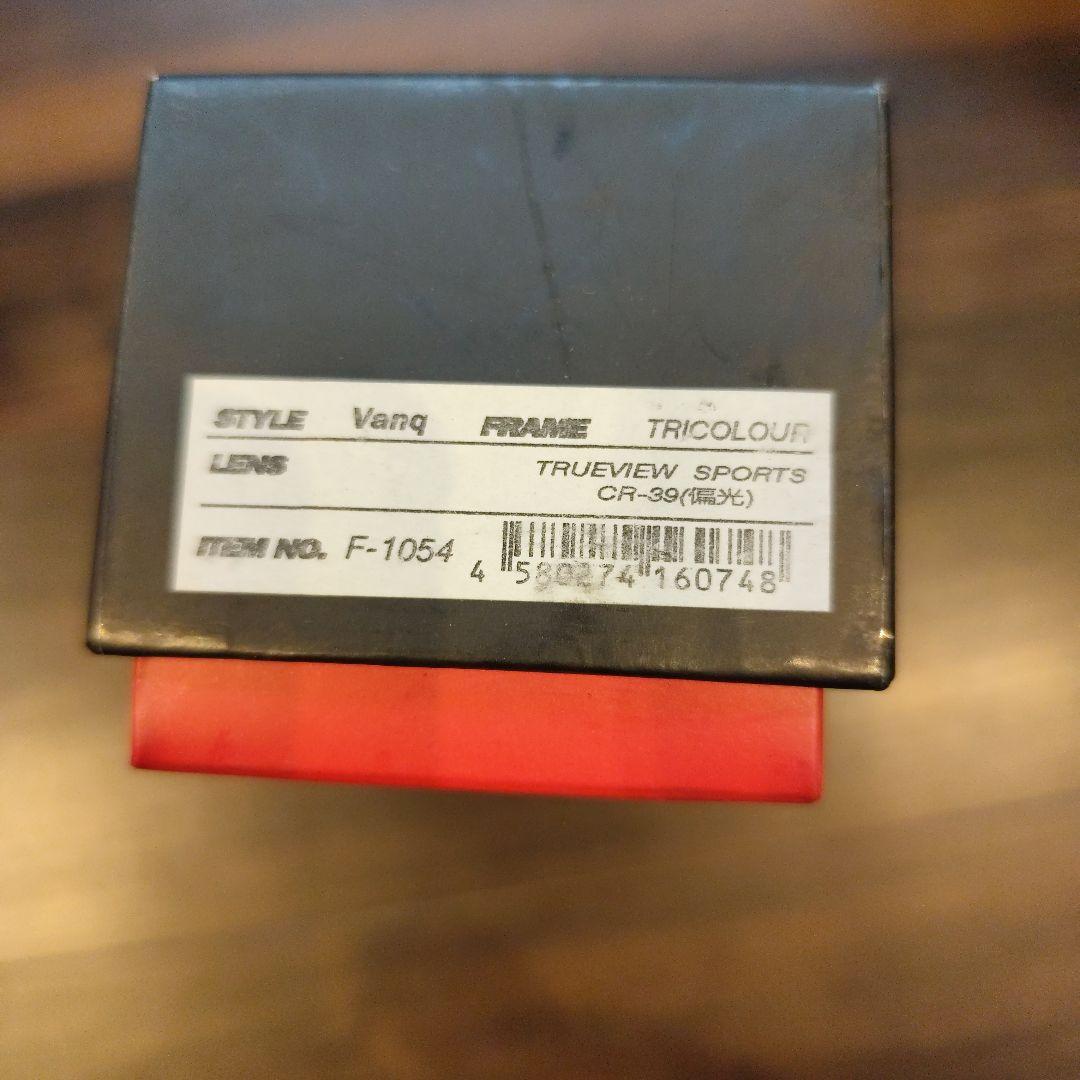 STYLE Vanq FRAME TRICOLOUR
LENS TRUEVIEW SPORTS
CR-39(偏光)
ITEM NO. F-1054
4 580274 160748